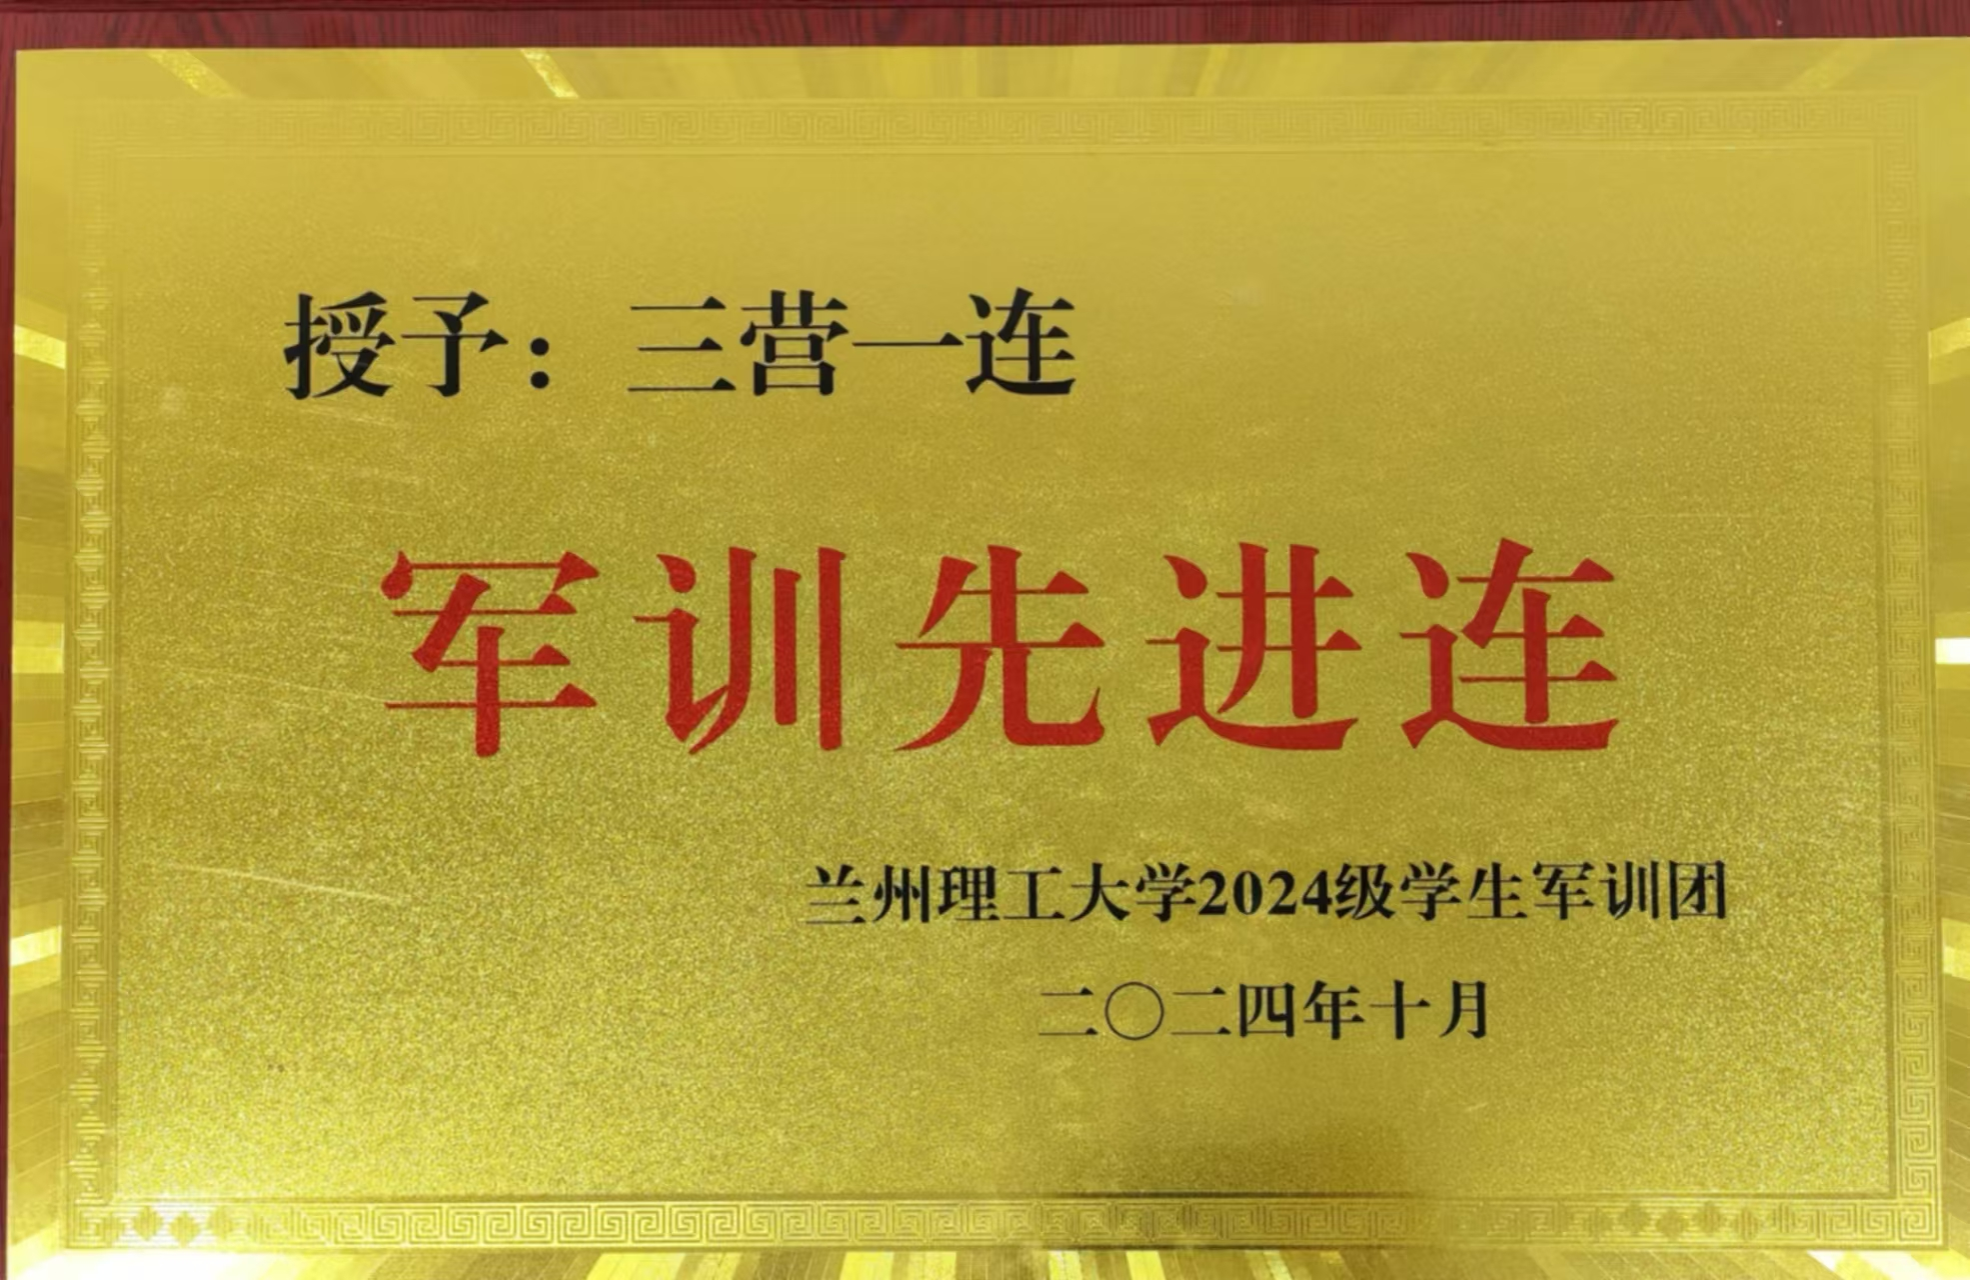 授予：三营一连
军训先进连
兰州理工大学2024级学生军训团
二〇二四年十月